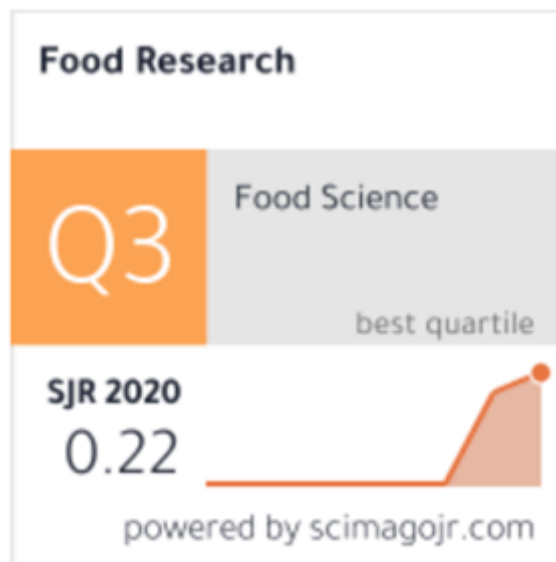 Food Research
Q3
Food Science
best quartile
SJR 2020
0.22
powered by scimagojr.com